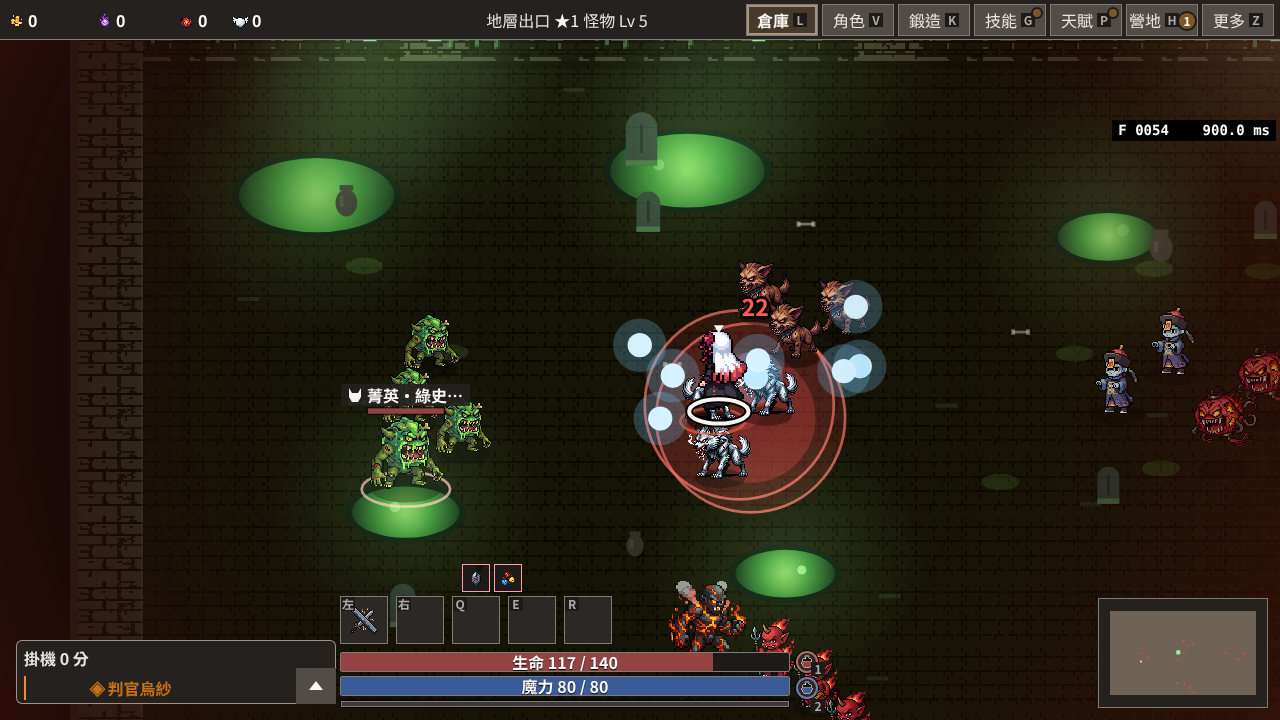 0 0 0 0
地層出口 ★1 怪物 Lv 5
倉庫 L
角色 V
鍛造 K
技能 G
天賦 P
營地 H 1
更多 Z
F 0054 900.0 ms
22
菁英・綠史…
左 右 Q E R
生命 117 / 140
1
魔力 80 / 80
2
掛機 0 分
判官烏紗